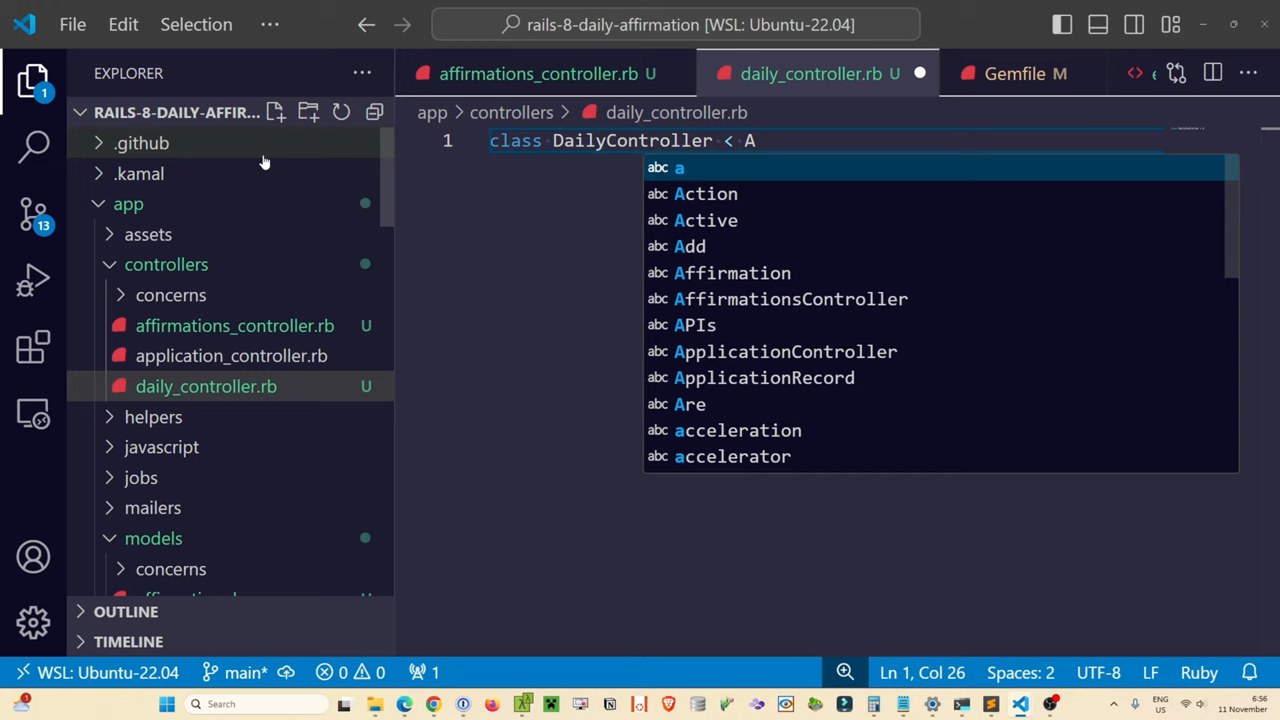 File Edit Selection ··· rails-8-daily-affirmation [WSL: Ubuntu-22.04]
EXPLORER ···
affirmations_controller.rb U
daily_controller.rb U
Gemfile M
RAILS-8-DAILY-AFFIR...
app > controllers > daily_controller.rb
1
13
.github
.kamal
app
assets
controllers
concerns
affirmations_controller.rb U
application_controller.rb
daily_controller.rb U
helpers
javascript
jobs
mailers
models
concerns
OUTLINE
TIMELINE
1 class DailyController < A
abc a
abc Action
abc Active
abc Add
abc Affirmation
abc AffirmationsController
abc APIs
abc ApplicationController
abc ApplicationRecord
abc Are
abc acceleration
abc accelerator
WSL: Ubuntu-22.04 main* 0 0 1 Ln 1, Col 26 Spaces: 2 UTF-8 LF Ruby
1 Search ENG 6:56
US 11 November